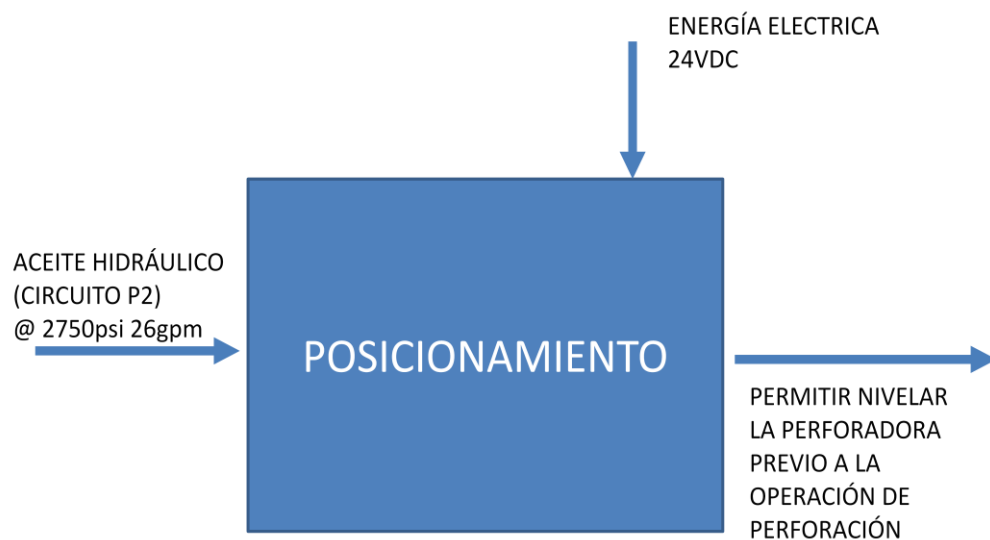 ENERGÍA ELECTRICA
24VDC
ACEITE HIDRÁULICO
(CIRCUITO P2)
@ 2750psi 26gpm
POSICIONAMIENTO
PERMITIR NIVELAR
LA PERFORADORA
PREVIO A LA
OPERACIÓN DE
PERFORACIÓN